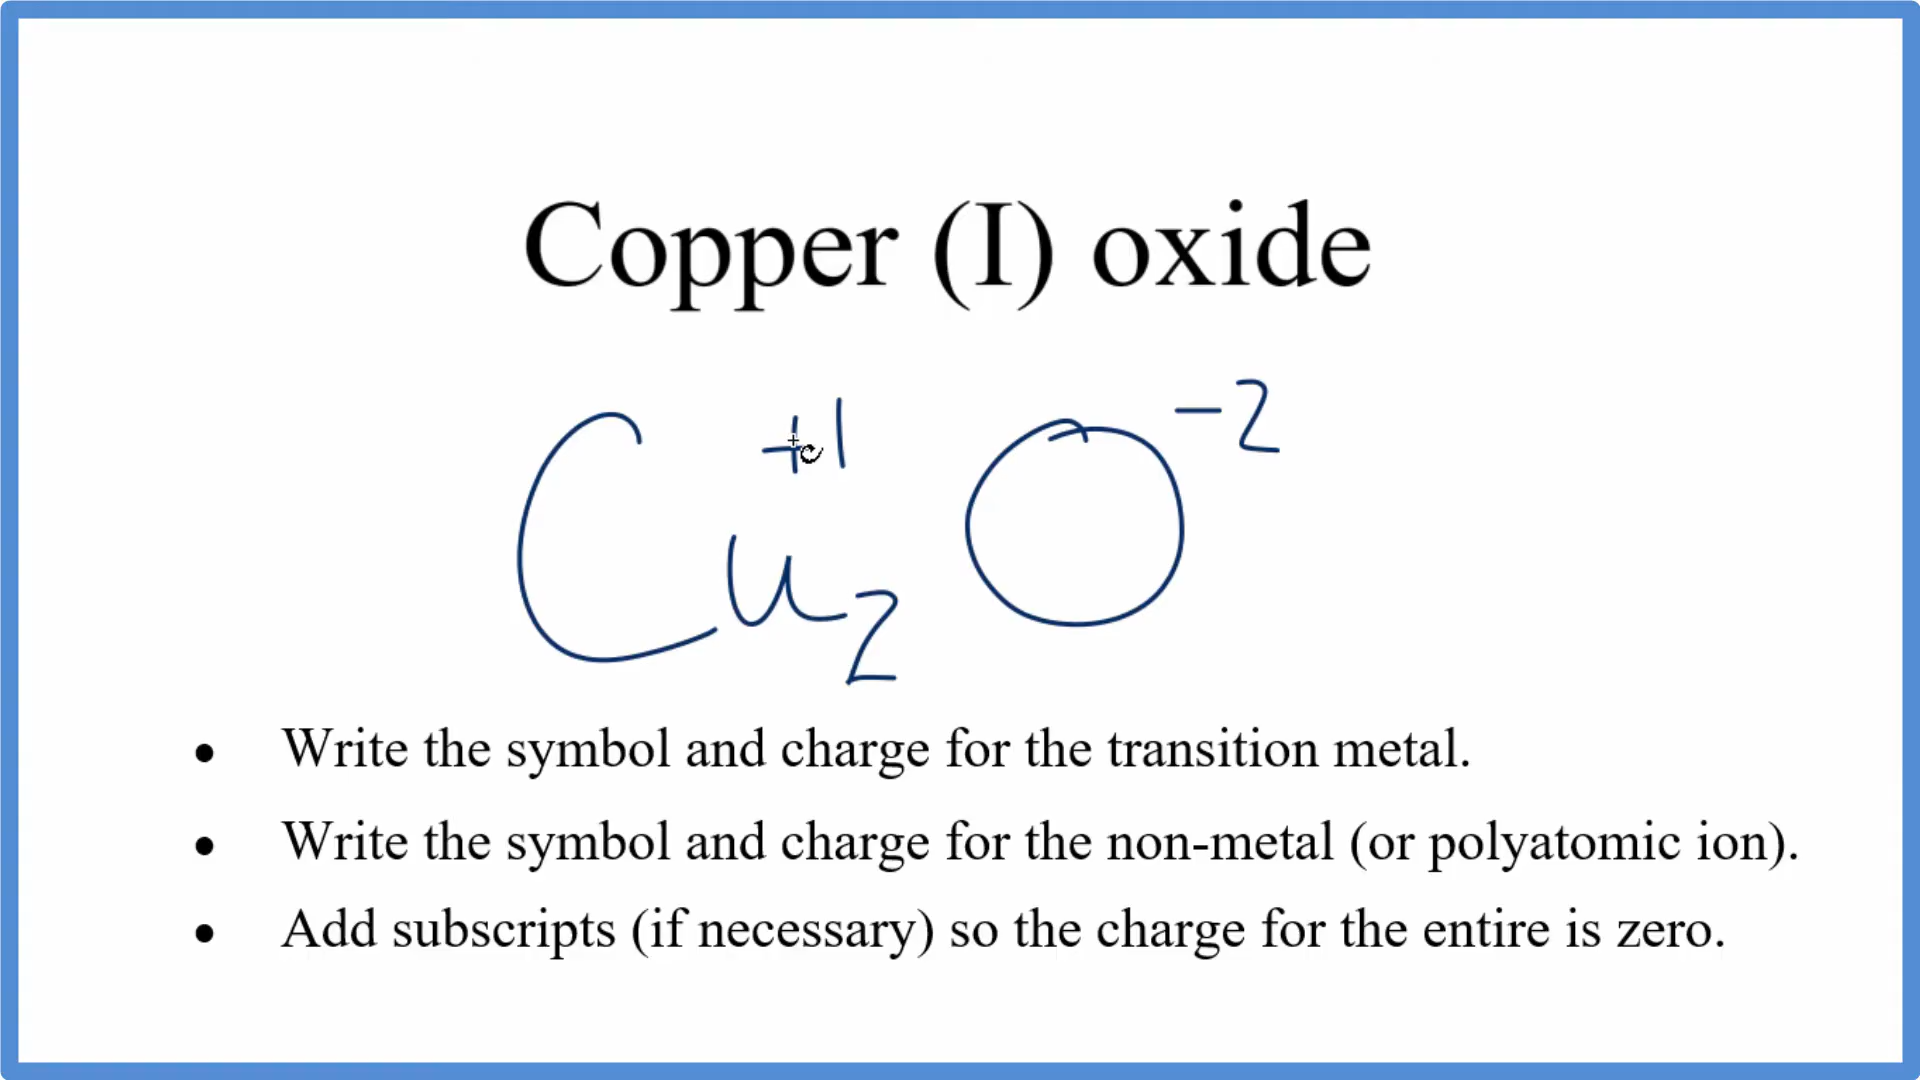 Copper (I) oxide
Cu₂⁺¹ O⁻²
• Write the symbol and charge for the transition metal.
• Write the symbol and charge for the non-metal (or polyatomic ion).
• Add subscripts (if necessary) so the charge for the entire is zero.